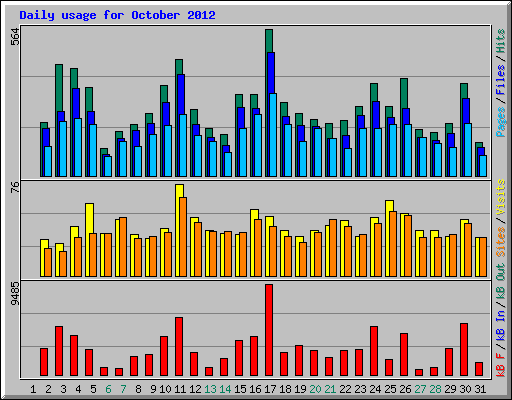 Daily usage for October 2012
564
Pages / Files / Hits
76
Sites / Visits
9485
kB F / kB In / kB Out
1 2 3 4 5 6 7 8 9 10 11 12 13 14 15 16 17 18 19 20 21 22 23 24 25 26 27 28 29 30 31